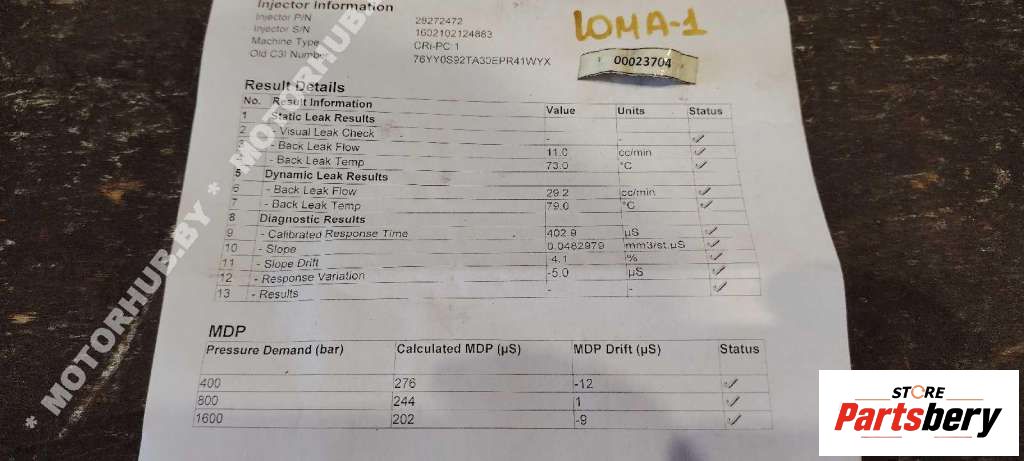 Injector Information
Injector P/N 28272472
Injector S/N 1602102124883
Machine Type CRi-PC 1
Old C3I Number 76YY0S92TA30EPR41WYX
ЮМА-1
00023704
Result Details
No. Result Information Value Units Status
1 Static Leak Results
2 - Visual Leak Check - - ✓
- Back Leak Flow 11.0 cc/min ✓
- Back Leak Temp 73.0 °C ✓
5 Dynamic Leak Results
6 - Back Leak Flow 29.2 cc/min ✓
7 - Back Leak Temp 79.0 °C ✓
8 Diagnostic Results
9 - Calibrated Response Time 402.9 µS ✓
10 - Slope 0.0482979 mm3/st.µS ✓
11 - Slope Drift -4.1 % ✓
12 - Response Variation -5.0 µS ✓
13 - Results - - ✓
MDP
Pressure Demand (bar) Calculated MDP (µS) MDP Drift (µS) Status
400 276 -12 ✓
800 244 1 ✓
1600 202 -9 ✓
* MOTORHUB.BY * MOTORHUB
STORE
Partsbery